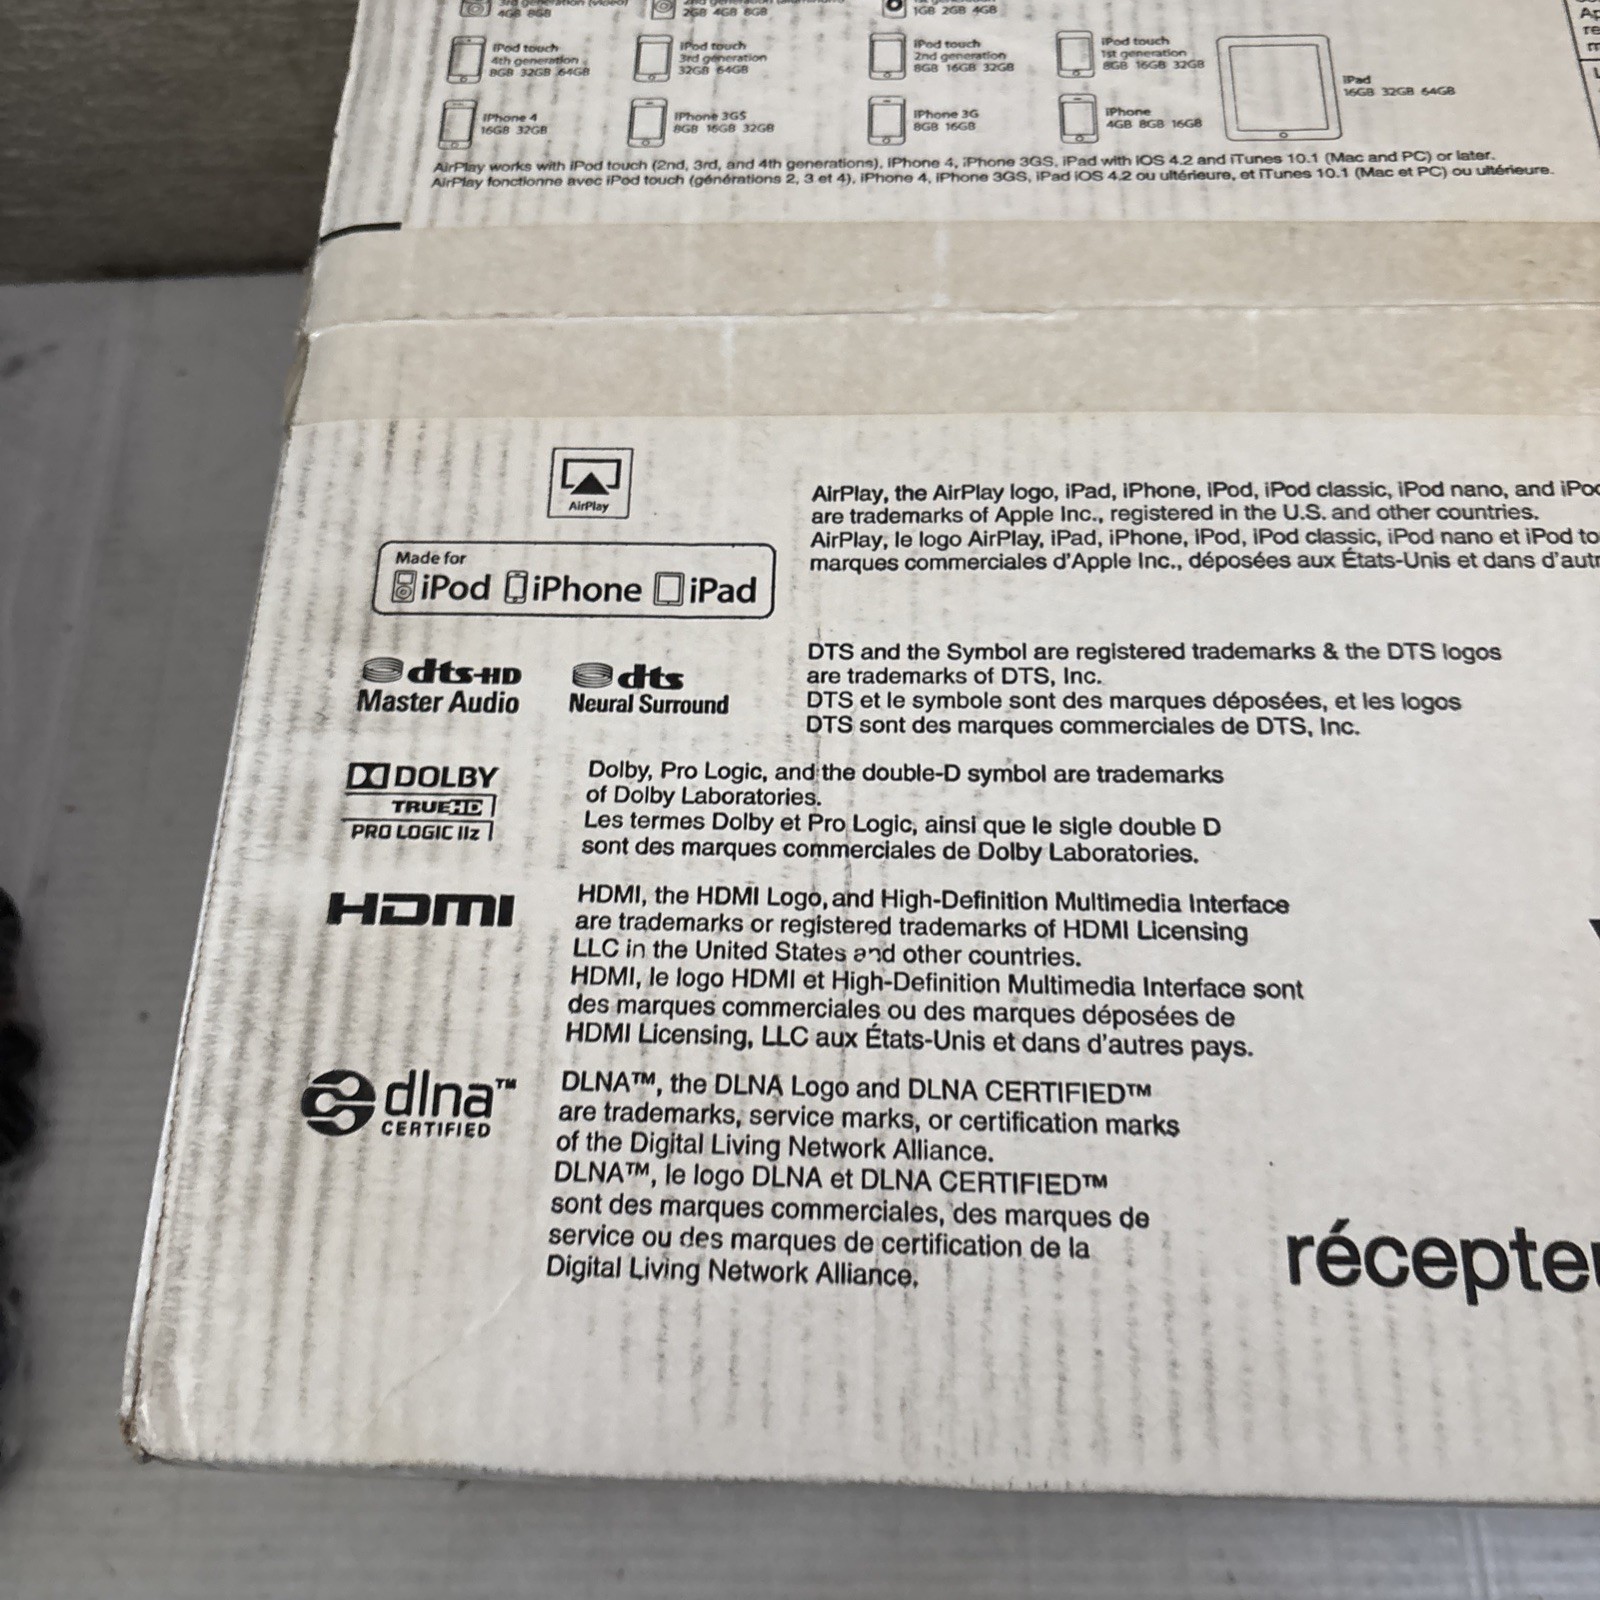 4GB 8GB
2GB 4GB 8GB
1GB 2GB 4GB
iPod touch
4th generation
8GB 32GB 64GB
iPod touch
3rd generation
32GB 64GB
iPod touch
2nd generation
8GB 16GB 32GB
iPod touch
1st generation
8GB 16GB 32GB
iPad
16GB 32GB 64GB
iPhone 4
16GB 32GB
iPhone 3GS
8GB 16GB 32GB
iPhone 3G
8GB 16GB
iPhone
4GB 8GB 16GB
AirPlay works with iPod touch (2nd, 3rd, and 4th generations), iPhone 4, iPhone 3GS, iPad with iOS 4.2 and iTunes 10.1 (Mac and PC) or later.
AirPlay fonctionne avec iPod touch (générations 2, 3 et 4), iPhone 4, iPhone 3GS, iPad iOS 4.2 ou ultérieure, et iTunes 10.1 (Mac et PC) ou ultérieure.
AirPlay
Made for
iPod iPhone iPad
AirPlay, the AirPlay logo, iPad, iPhone, iPod, iPod classic, iPod nano, and iPod
are trademarks of Apple Inc., registered in the U.S. and other countries.
AirPlay, le logo AirPlay, iPad, iPhone, iPod, iPod classic, iPod nano et iPod to
marques commerciales d'Apple Inc., déposées aux États-Unis et dans d'autr
dts-HD
Master Audio
dts
Neural Surround
DTS and the Symbol are registered trademarks & the DTS logos
are trademarks of DTS, Inc.
DTS et le symbole sont des marques déposées, et les logos
DTS sont des marques commerciales de DTS, Inc.
DOLBY
TRUEHD
PRO LOGIC IIz
Dolby, Pro Logic, and the double-D symbol are trademarks
of Dolby Laboratories.
Les termes Dolby et Pro Logic, ainsi que le sigle double D
sont des marques commerciales de Dolby Laboratories.
HDMI
HDMI, the HDMI Logo, and High-Definition Multimedia Interface
are trademarks or registered trademarks of HDMI Licensing
LLC in the United States and other countries.
HDMI, le logo HDMI et High-Definition Multimedia Interface sont
des marques commerciales ou des marques déposées de
HDMI Licensing, LLC aux États-Unis et dans d'autres pays.
dlna™
CERTIFIED
DLNA™, the DLNA Logo and DLNA CERTIFIED™
are trademarks, service marks, or certification marks
of the Digital Living Network Alliance.
DLNA™, le logo DLNA et DLNA CERTIFIED™
sont des marques commerciales, des marques de
service ou des marques de certification de la
Digital Living Network Alliance.
récepte